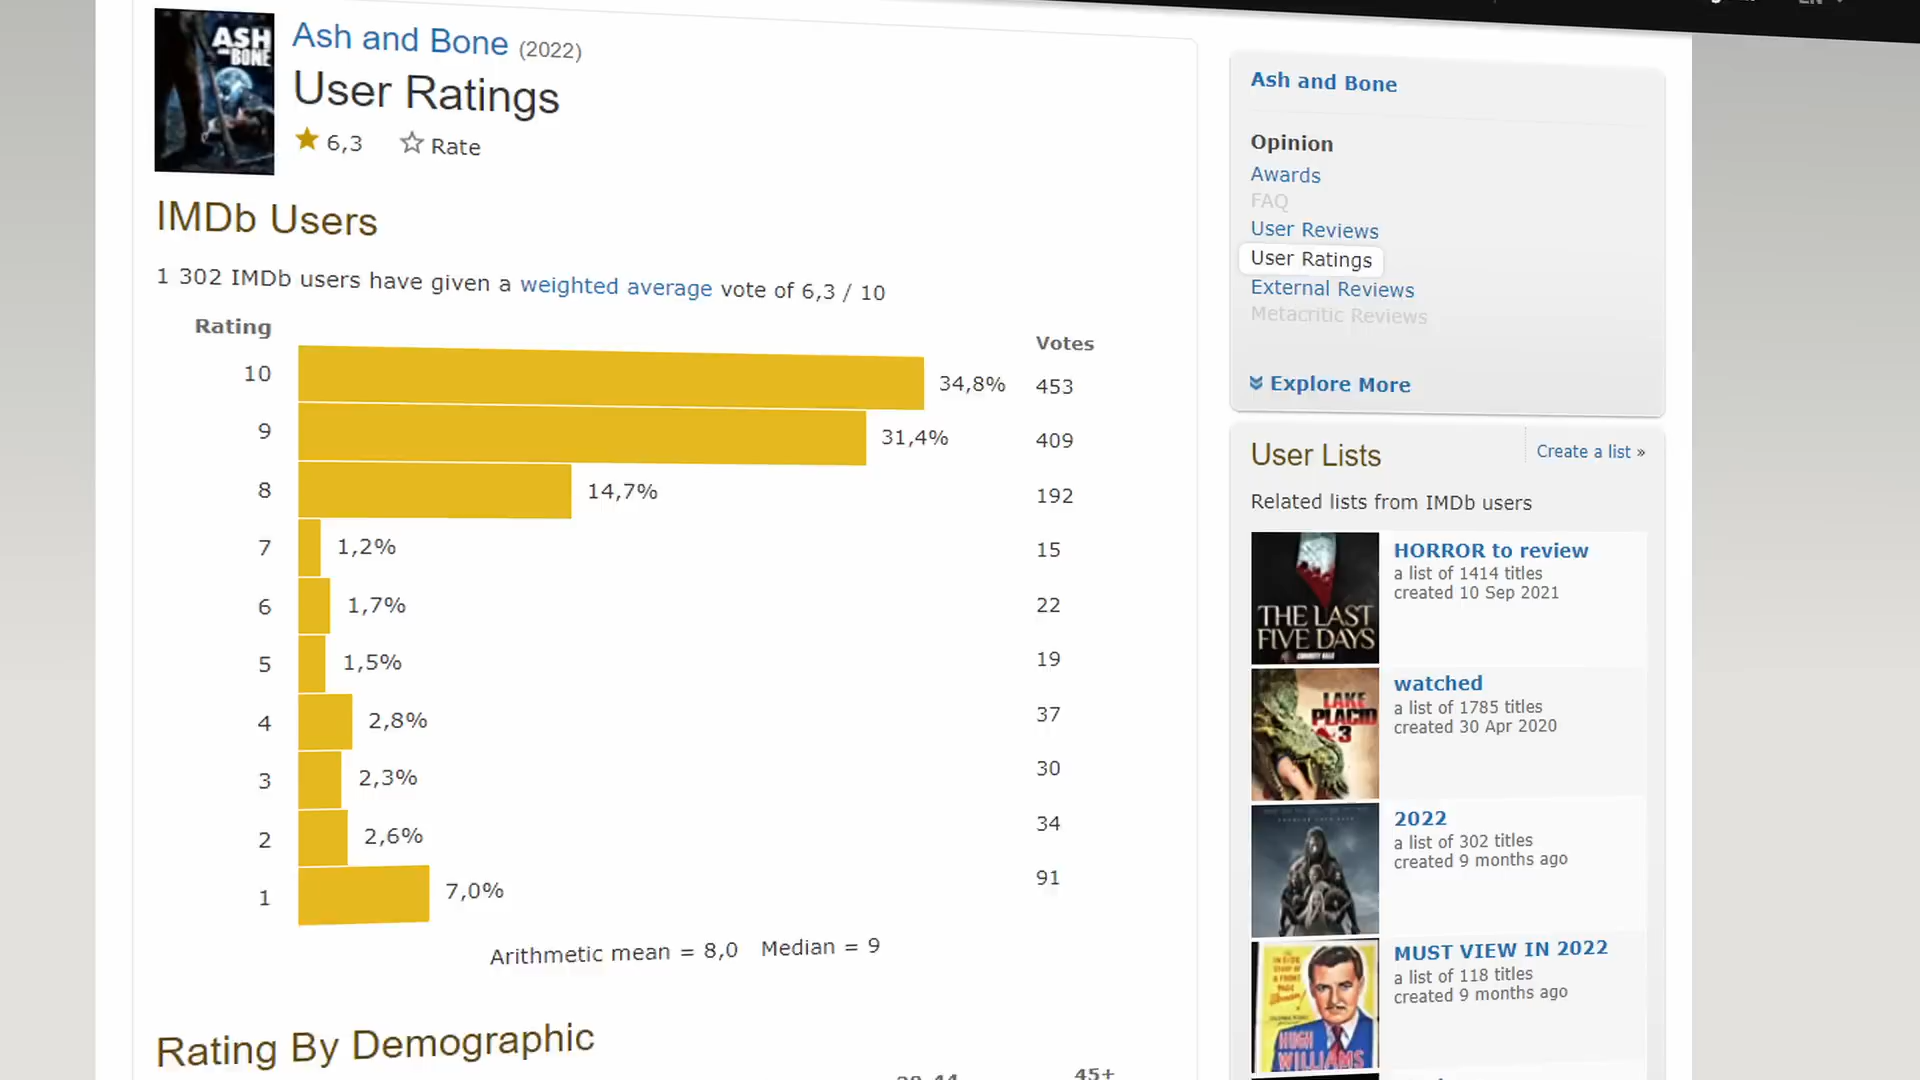 ASH
AND BONE
Ash and Bone (2022)
User Ratings
6,3 Rate
IMDb Users
1 302 IMDb users have given a weighted average vote of 6,3 / 10
Rating Votes
10 34,8% 453
9 31,4% 409
8 14,7% 192
7 1,2% 15
6 1,7% 22
5 1,5% 19
4 2,8% 37
3 2,3% 30
2 2,6% 34
1 7,0% 91
Arithmetic mean = 8,0 Median = 9
Rating By Demographic
45+
Ash and Bone
Opinion
Awards
FAQ
User Reviews
User Ratings
External Reviews
Metacritic Reviews
Explore More
User Lists
Create a list »
Related lists from IMDb users
THE LAST
FIVE DAYS
HORROR to review
a list of 1414 titles
created 10 Sep 2021
LAKE
PLACID
3
watched
a list of 1785 titles
created 30 Apr 2020
2022
a list of 302 titles
created 9 months ago
HUGH
WILLIAMS
MUST VIEW IN 2022
a list of 118 titles
created 9 months ago